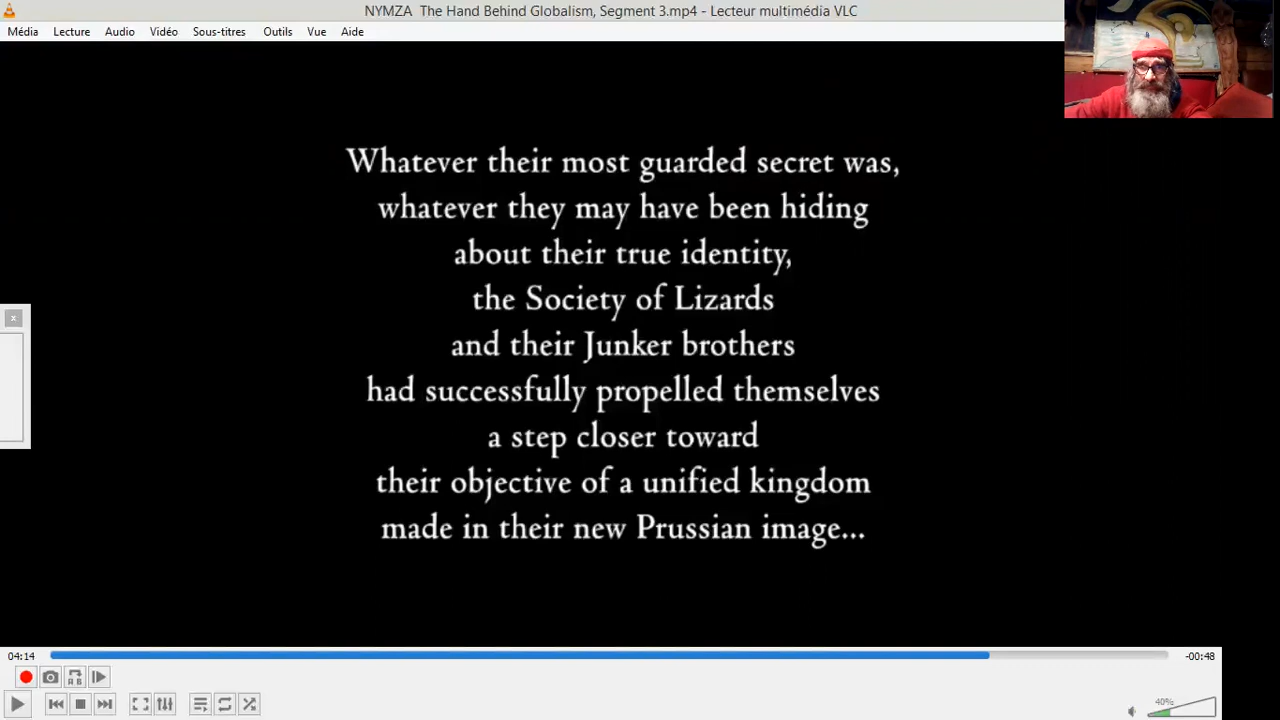 NYMZA The Hand Behind Globalism, Segment 3.mp4 - Lecteur multimédia VLC
Média Lecture Audio Vidéo Sous-titres Outils Vue Aide
Whatever their most guarded secret was,
whatever they may have been hiding
about their true identity,
the Society of Lizards
and their Junker brothers
had successfully propelled themselves
a step closer toward
their objective of a unified kingdom
made in their new Prussian image...
x
04:14 -00:48
A B
40%